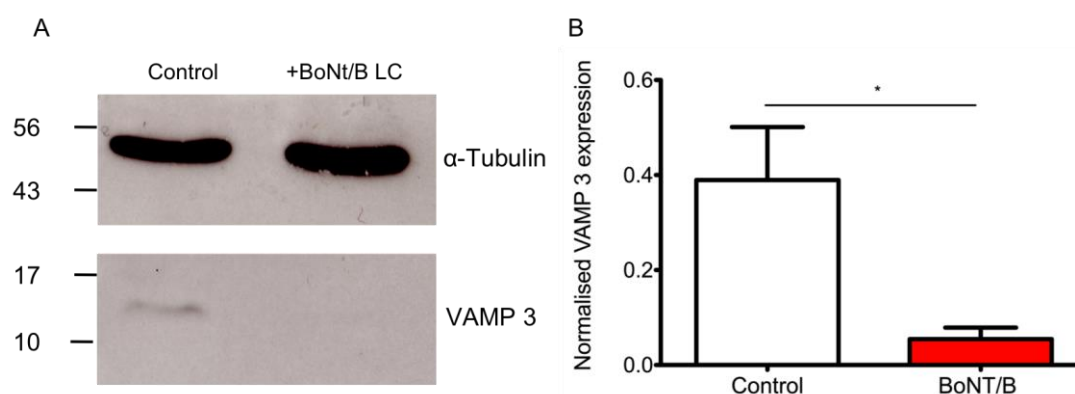 A
Control +BoNt/B LC
56
α-Tubulin
43
17
VAMP 3
10
B
Normalised VAMP 3 expression
0.6
*
0.4
0.2
0.0
Control BoNT/B